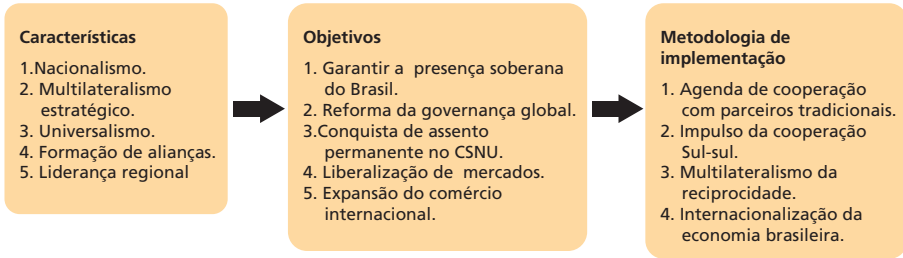 Características
1.Nacionalismo.
2. Multilateralismo
estratégico.
3. Universalismo.
4. Formação de alianças.
5. Liderança regional
Objetivos
1. Garantir a presença soberana
do Brasil.
2. Reforma da governança global.
3.Conquista de assento
permanente no CSNU.
4. Liberalização de mercados.
5. Expansão do comércio
internacional.
Metodologia de
implementação
1. Agenda de cooperação
com parceiros tradicionais.
2. Impulso da cooperação
Sul-sul.
3. Multilateralismo da
reciprocidade.
4. Internacionalização da
economia brasileira.